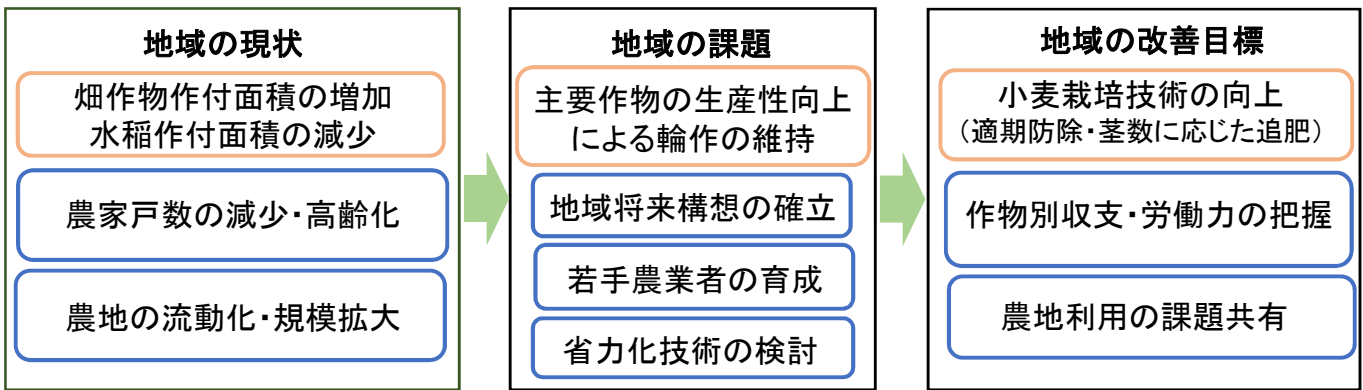 地域の現状
畑作物作付面積の増加
水稲作付面積の減少
農家戸数の減少・高齢化
農地の流動化・規模拡大
地域の課題
主要作物の生産性向上
による輪作の維持
地域将来構想の確立
若手農業者の育成
省力化技術の検討
地域の改善目標
小麦栽培技術の向上
（適期防除・茎数に応じた追肥）
作物別収支・労働力の把握
農地利用の課題共有